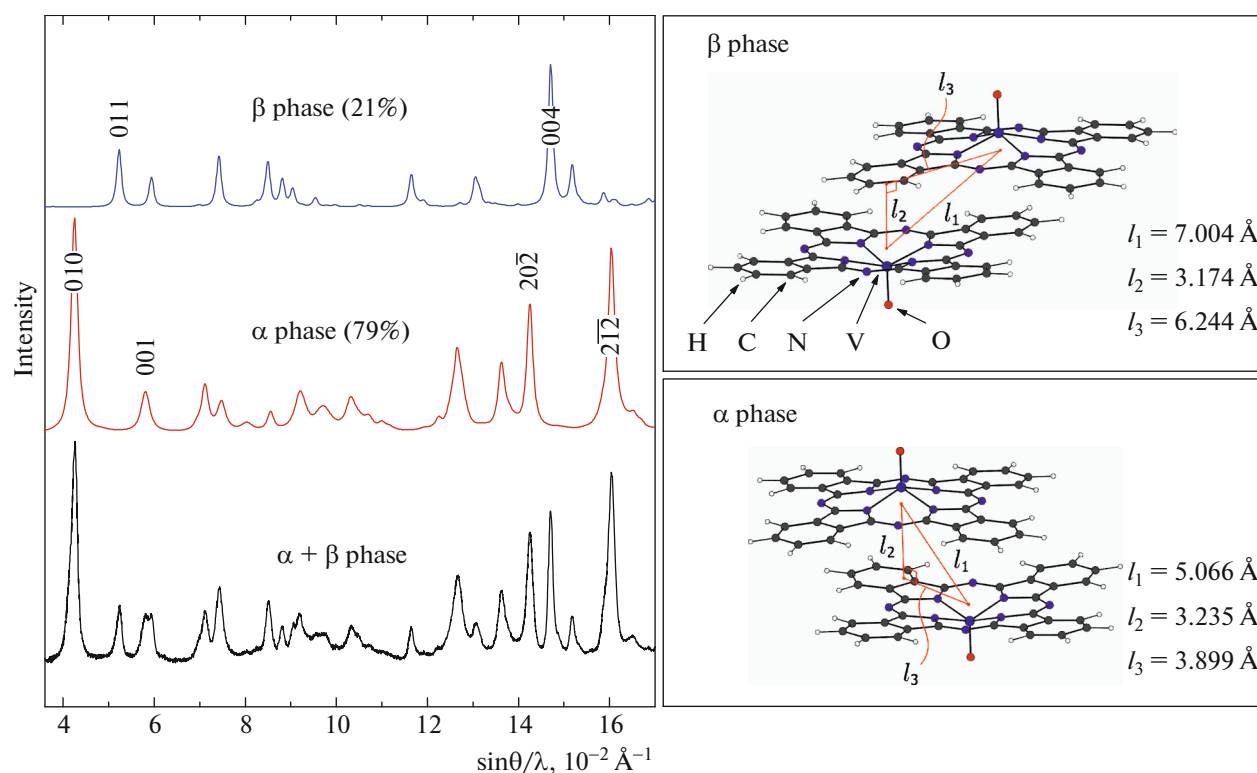 β phase (21%)
011
004
α phase (79%)
010
001
202̅
21̅2̅
α + β phase
Intensity
4 6 8 10 12 14 16
sinθ/λ, 10⁻² Å⁻¹
β phase
l₃
l₂
l₁
l₁ = 7.004 Å
l₂ = 3.174 Å
l₃ = 6.244 Å
H C N V O
α phase
l₂
l₁
l₃
l₁ = 5.066 Å
l₂ = 3.235 Å
l₃ = 3.899 Å